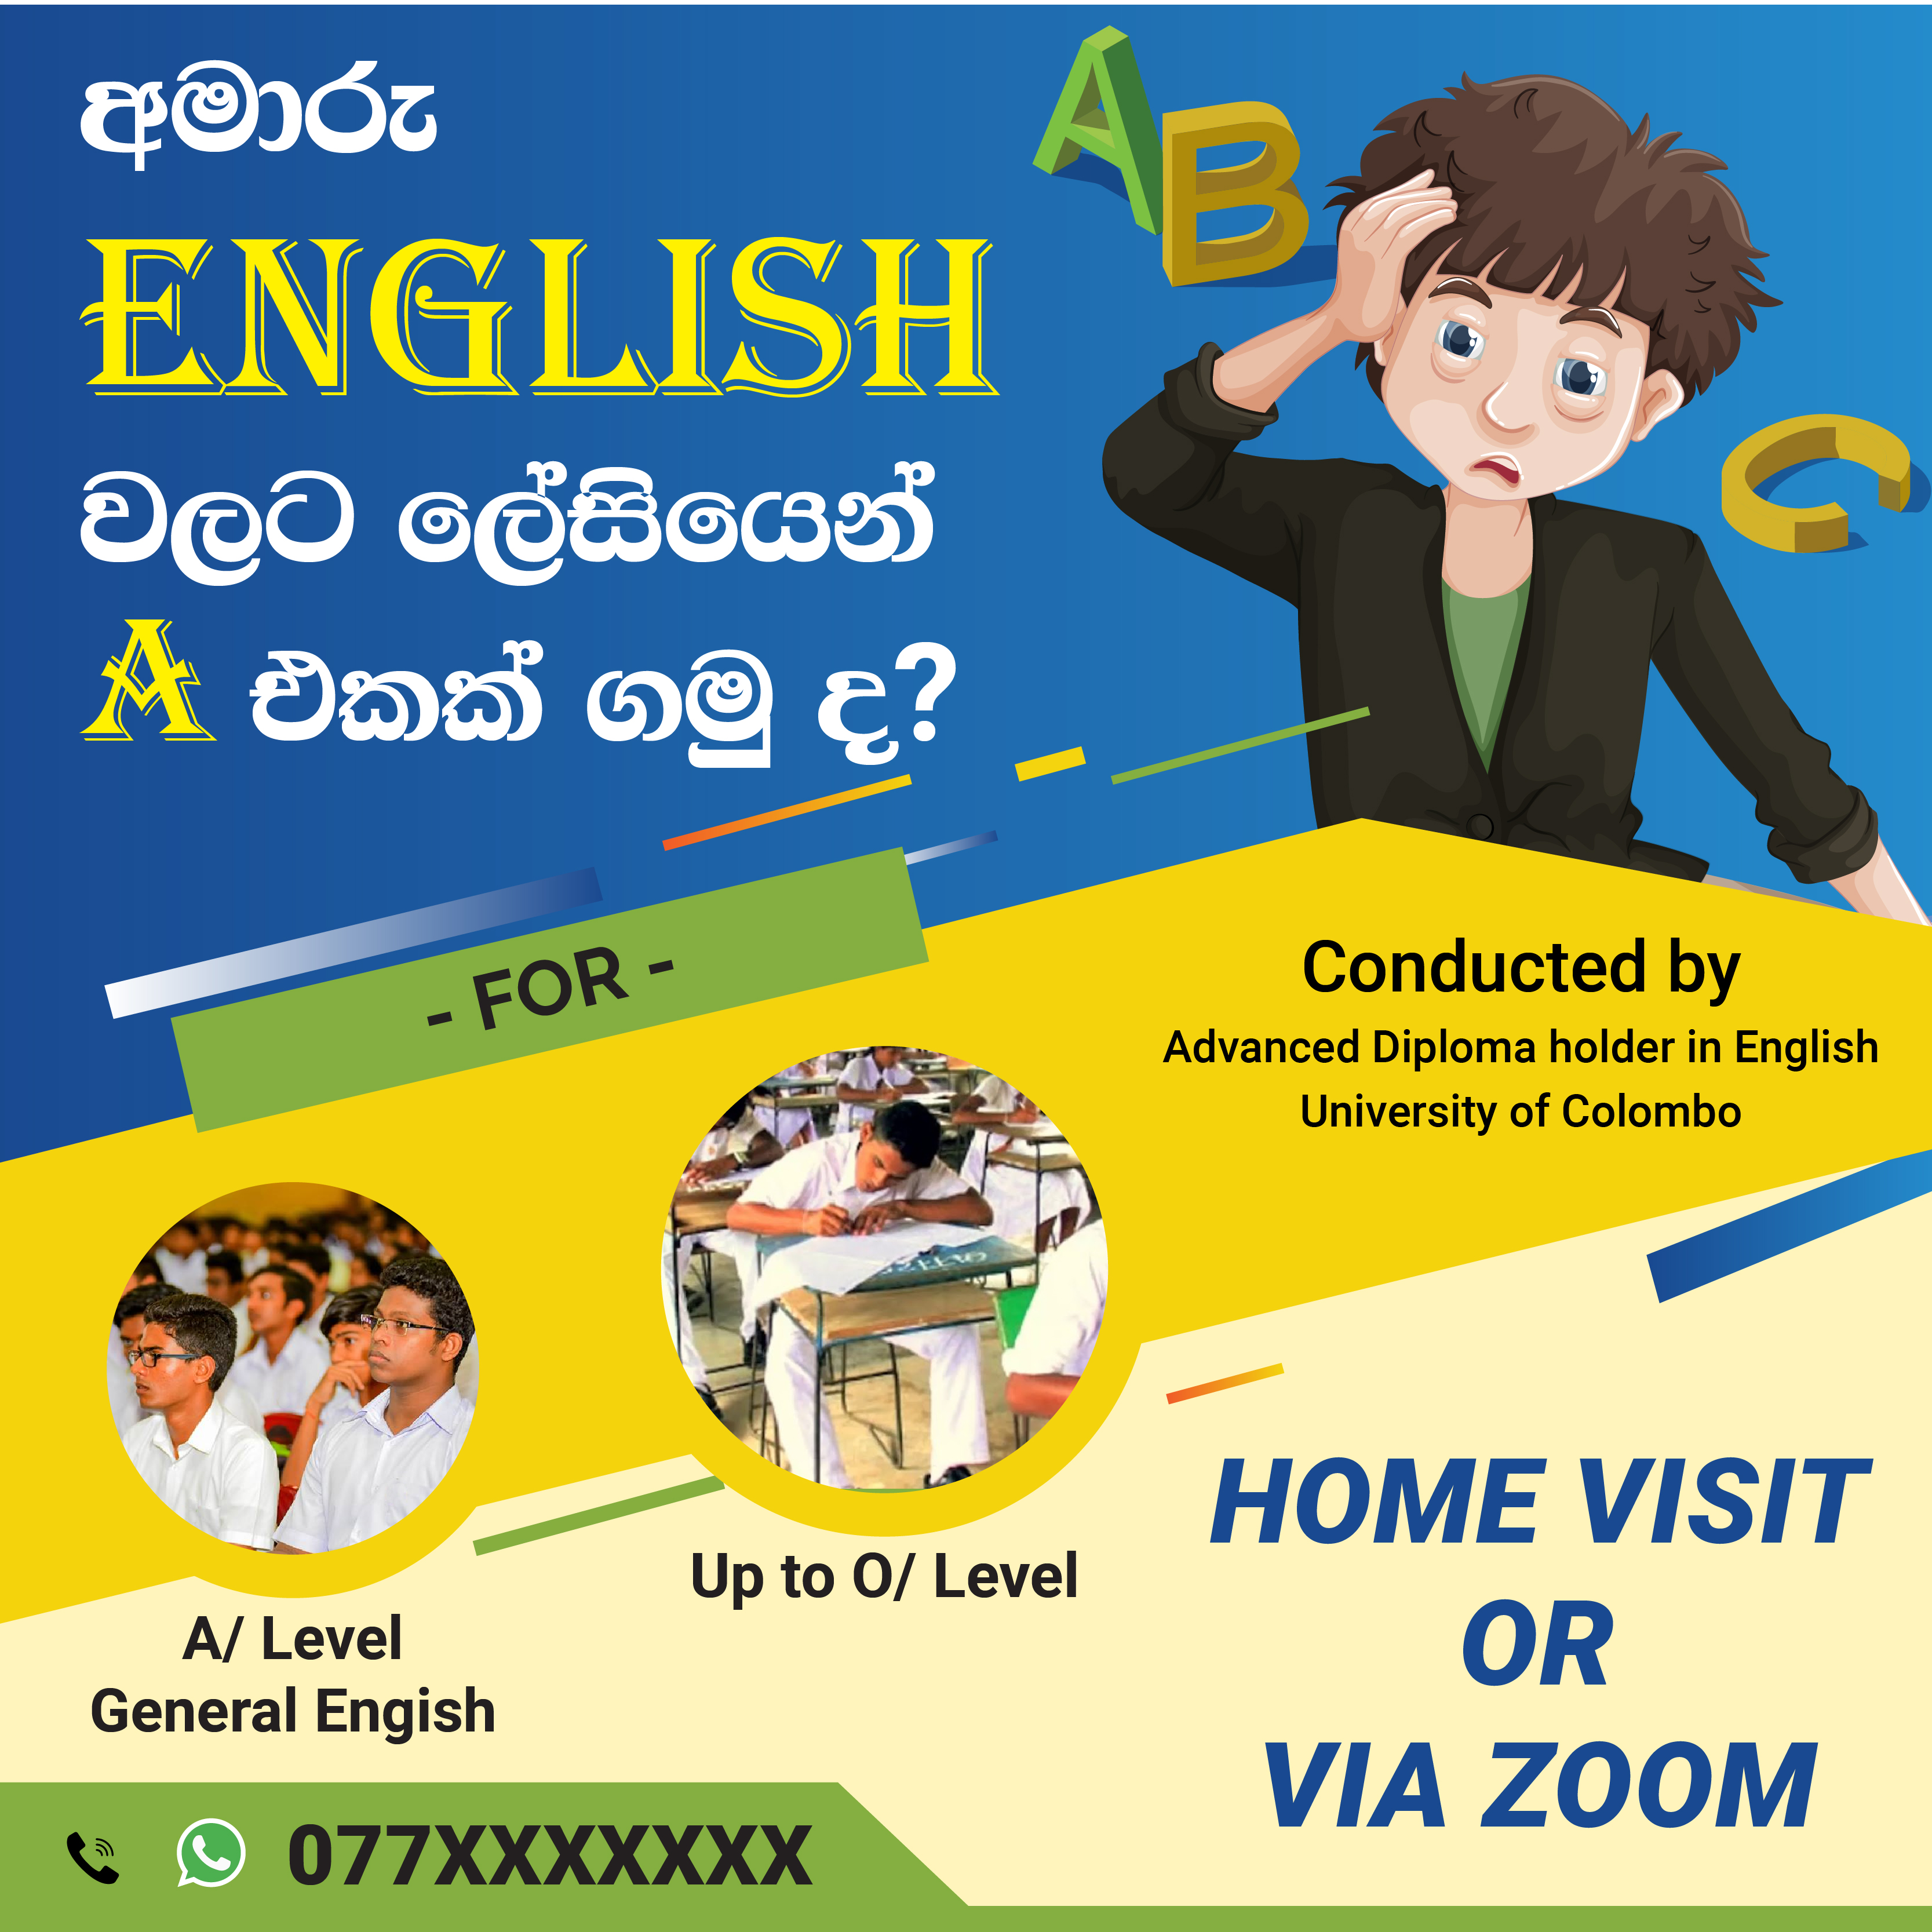 අමාරු
ENGLISH
වලට ලේසියෙන්
A එකක් ගමු ද?
- FOR -
Conducted by
Advanced Diploma holder in English
University of Colombo
Up to O/ Level
A/ Level
General Engish
HOME VISIT
OR
VIA ZOOM
077XXXXXXX
A
B
C